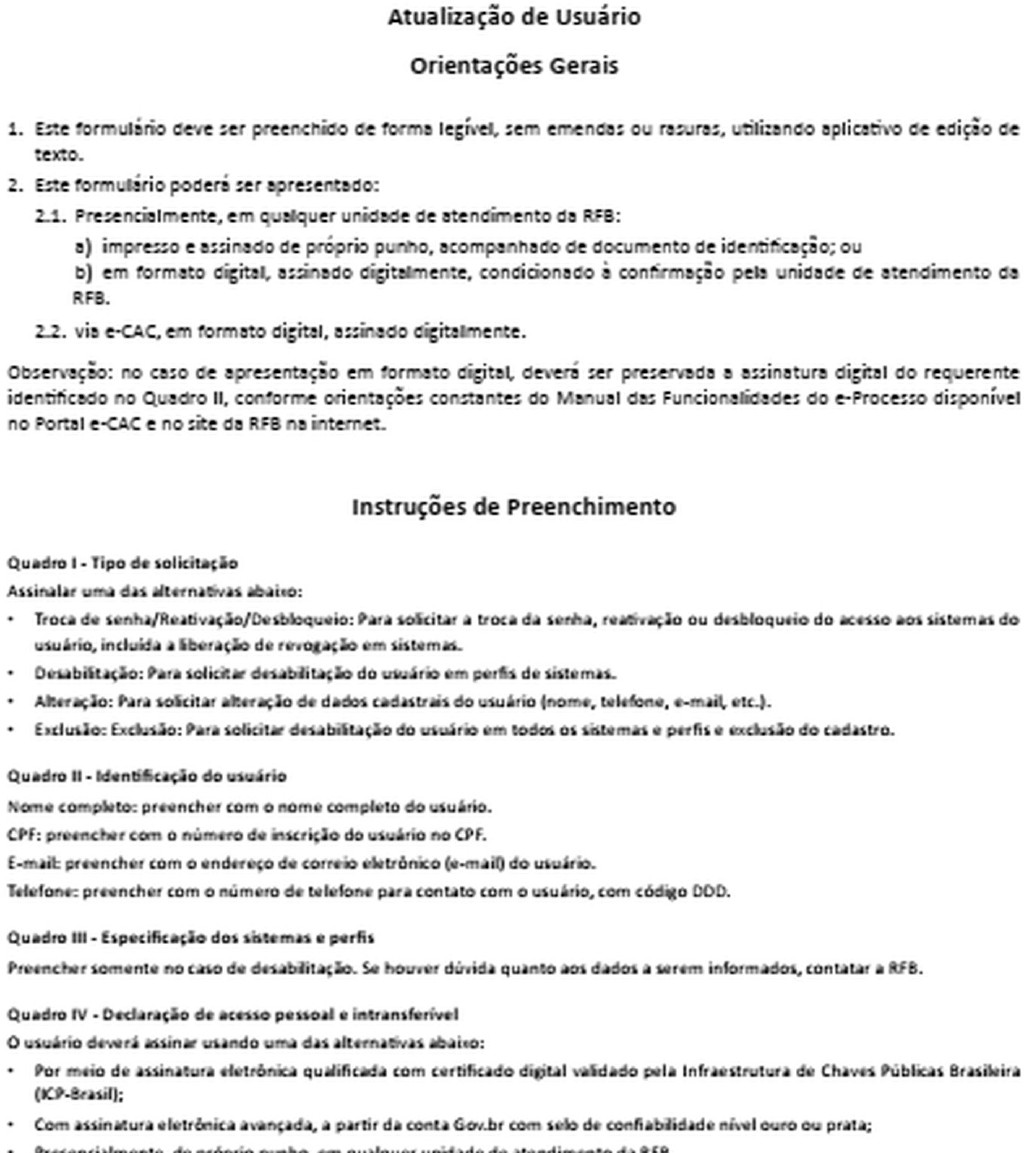 Atualização de Usuário
Orientações Gerais
1. Este formulário deve ser preenchido de forma legível, sem emendas ou rasuras, utilizando aplicativo de edição de
texto.
2. Este formulário poderá ser apresentado:
2.1. Presencialmente, em qualquer unidade de atendimento da RFB:
a) impresso e assinado de próprio punho, acompanhado de documento de identificação; ou
b) em formato digital, assinado digitalmente, condicionado à confirmação pela unidade de atendimento da
RFB.
2.2. via e-CAC, em formato digital, assinado digitalmente.
Observação: no caso de apresentação em formato digital, deverá ser preservada a assinatura digital do requerente
identificado no Quadro II, conforme orientações constantes do Manual das Funcionalidades do e-Processo disponível
no Portal e-CAC e no site da RFB na internet.
Instruções de Preenchimento
Quadro I - Tipo de solicitação
Assinalar uma das alternativas abaixo:
• Troca de senha/Reativação/Desbloqueio: Para solicitar a troca da senha, reativação ou desbloqueio do acesso aos sistemas do
usuário, incluída a liberação de revogação em sistemas.
• Desabilitação: Para solicitar desabilitação do usuário em perfis de sistemas.
• Alteração: Para solicitar alteração de dados cadastrais do usuário (nome, telefone, e-mail, etc.).
• Exclusão: Exclusão: Para solicitar desabilitação do usuário em todos os sistemas e perfis e exclusão do cadastro.
Quadro II - Identificação do usuário
Nome completo: preencher com o nome completo do usuário.
CPF: preencher com o número de inscrição do usuário no CPF.
E-mail: preencher com o endereço de correio eletrônico (e-mail) do usuário.
Telefone: preencher com o número de telefone para contato com o usuário, com código DDD.
Quadro III - Especificação dos sistemas e perfis
Preencher somente no caso de desabilitação. Se houver dúvida quanto aos dados a serem informados, contatar a RFB.
Quadro IV - Declaração de acesso pessoal e intransferível
O usuário deverá assinar usando uma das alternativas abaixo:
• Por meio de assinatura eletrônica qualificada com certificado digital validado pela Infraestrutura de Chaves Públicas Brasileira
(ICP-Brasil);
• Com assinatura eletrônica avançada, a partir da conta Gov.br com selo de confiabilidade nível ouro ou prata;
• Presencialmente, de próprio punho, em qualquer unidade de atendimento da RFB.